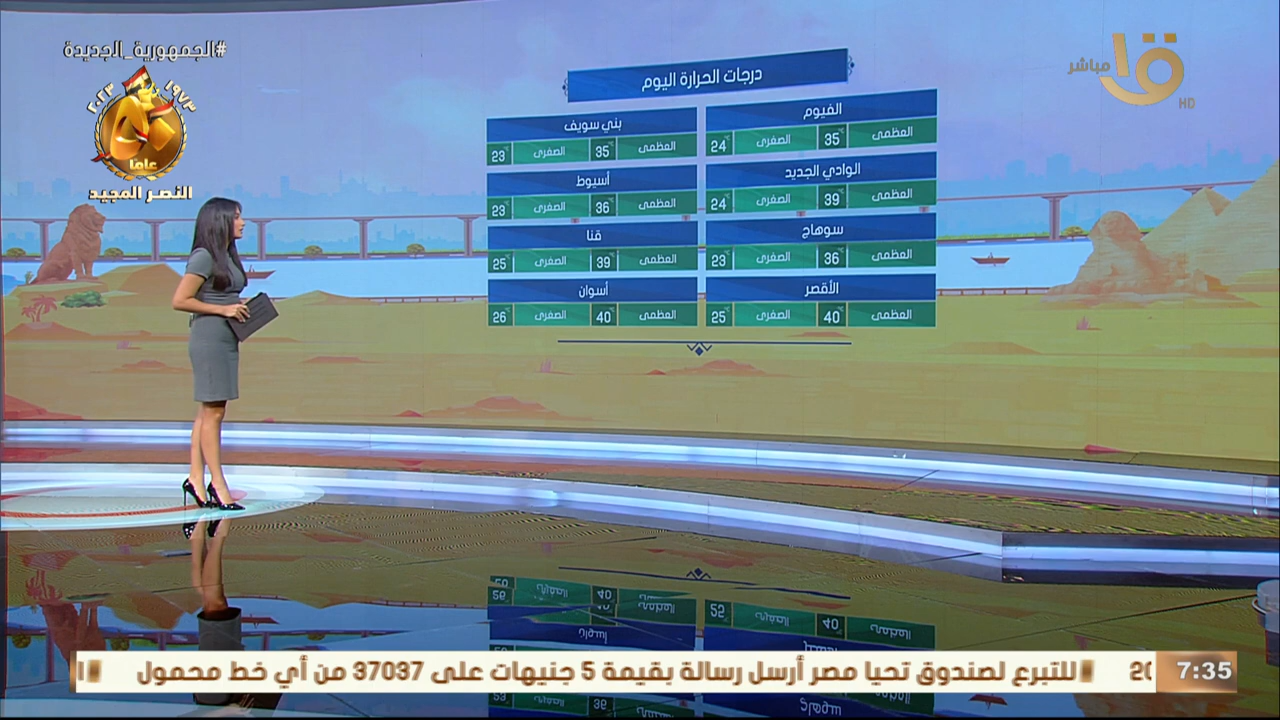 #الجمهورية_الجديدة
١٩٧٣ ٢٠٢٣
عاما
النصر المجيد
مباشر
HD
درجات الحرارة اليوم
الفيوم
العظمى 35°C الصغرى 24°C
بني سويف
العظمى 35°C الصغرى 23°C
الوادي الجديد
العظمى 39°C الصغرى 24°C
أسيوط
العظمى 36°C الصغرى 23°C
سوهاج
العظمى 36°C الصغرى 23°C
قنا
العظمى 39°C الصغرى 25°C
الأقصر
العظمى 40°C الصغرى 25°C
أسوان
العظمى 40°C الصغرى 26°C
7:35
للتبرع لصندوق تحيا مصر أرسل رسالة بقيمة 5 جنيهات على 37037 من أي خط محمول